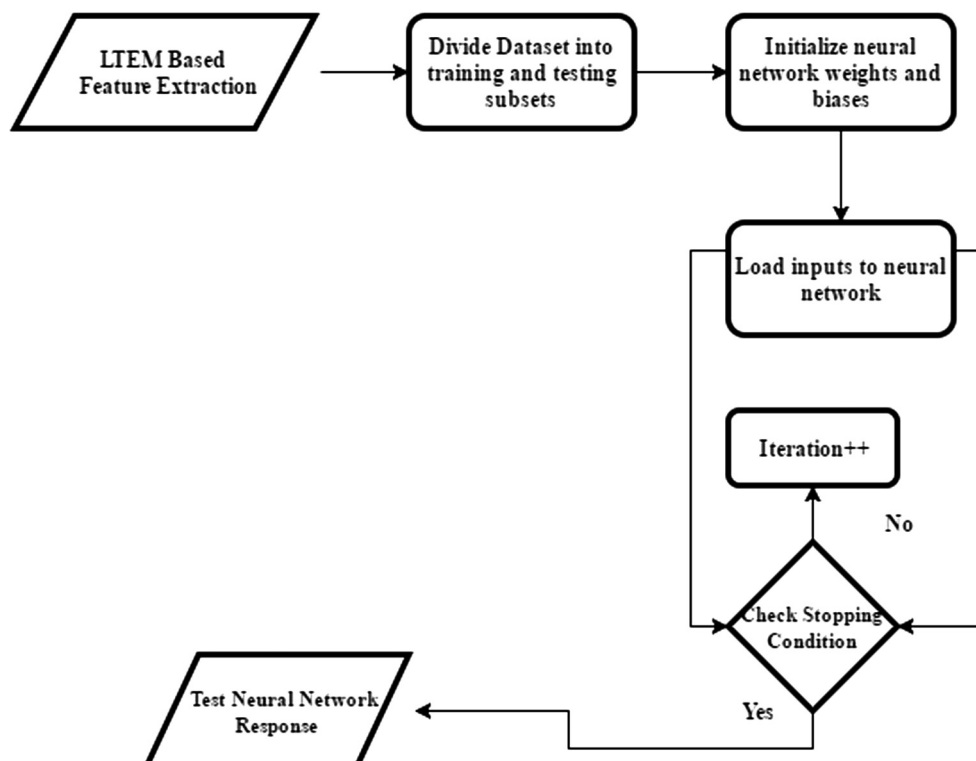 LTEM Based
Feature Extraction
Divide Dataset into
training and testing
subsets
Initialize neural
network weights and
biases
Load inputs to neural
network
Iteration++
No
Check Stopping
Condition
Yes
Test Neural Network
Response